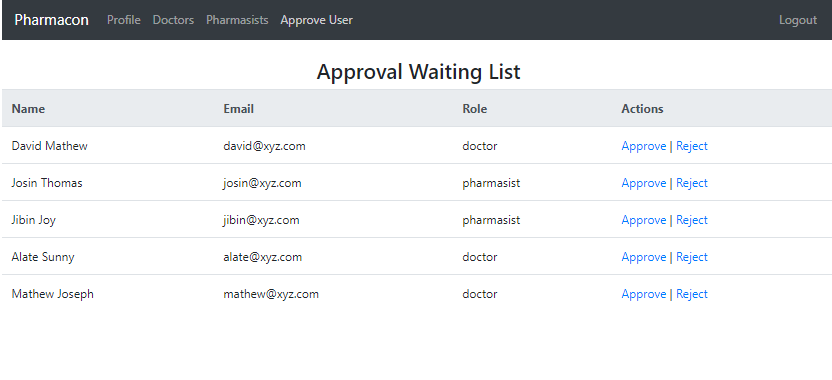 Pharmacon Profile Doctors Pharmasists Approve User Logout
Approval Waiting List
Name Email Role Actions
David Mathew david@xyz.com doctor Approve | Reject
Josin Thomas josin@xyz.com pharmasist Approve | Reject
Jibin Joy jibin@xyz.com pharmasist Approve | Reject
Alate Sunny alate@xyz.com doctor Approve | Reject
Mathew Joseph mathew@xyz.com doctor Approve | Reject